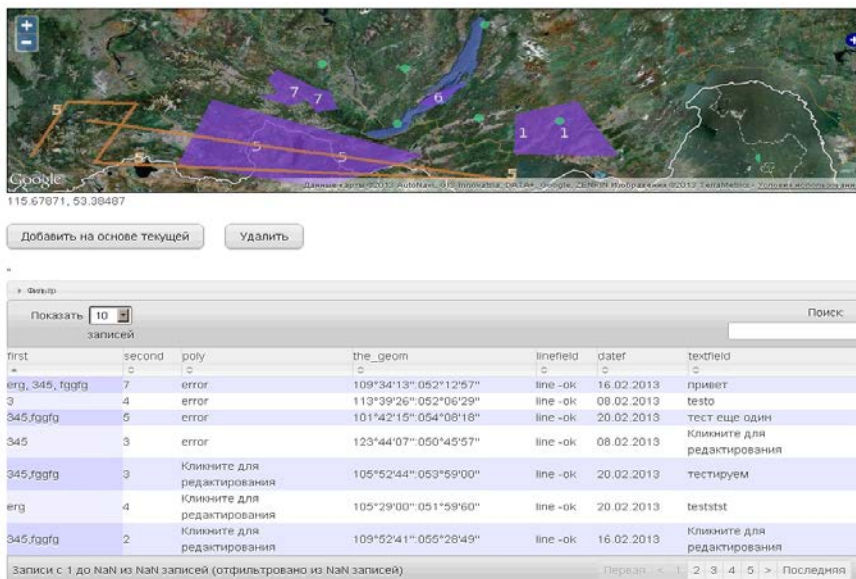 +
−
7
7
6
5
5
5
5
1
1
5
Google
115.67871, 53.38487
Добавить на основе текущей
Удалить
Фильтр
Показать 10 записей
Поиск:
first second poly the_geom linefield datef textfield
erg, 345, fggfg 7 error 109°34'13":052°12'57" line -ok 16.02.2013 привет
3 4 error 113°39'26":052°06'29" line -ok 08.02.2013 testo
345,fggfg 5 error 101°42'15":054°08'18" line -ok 20.02.2013 тест еще один
345 3 error 123°44'07":050°45'57" line -ok 08.02.2013 Кликните для
редактирования
345,fggfg 3 Кликните для
редактирования 105°52'44":053°59'00" line -ok 20.02.2013 тестируем
erg 4 Кликните для
редактирования 105°29'00":051°59'60" line -ok 20.02.2013 teststst
345,fggfg 2 Кликните для
редактирования 109°52'41":055°28'49" line -ok 16.02.2013 Кликните для
редактирования
Записи с 1 до NaN из NaN записей (отфильтровано из NaN записей)
Первая < 1 2 3 4 5 > Последняя